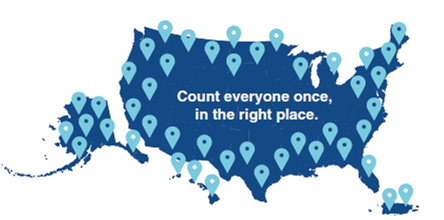 Count everyone once,
in the right place.